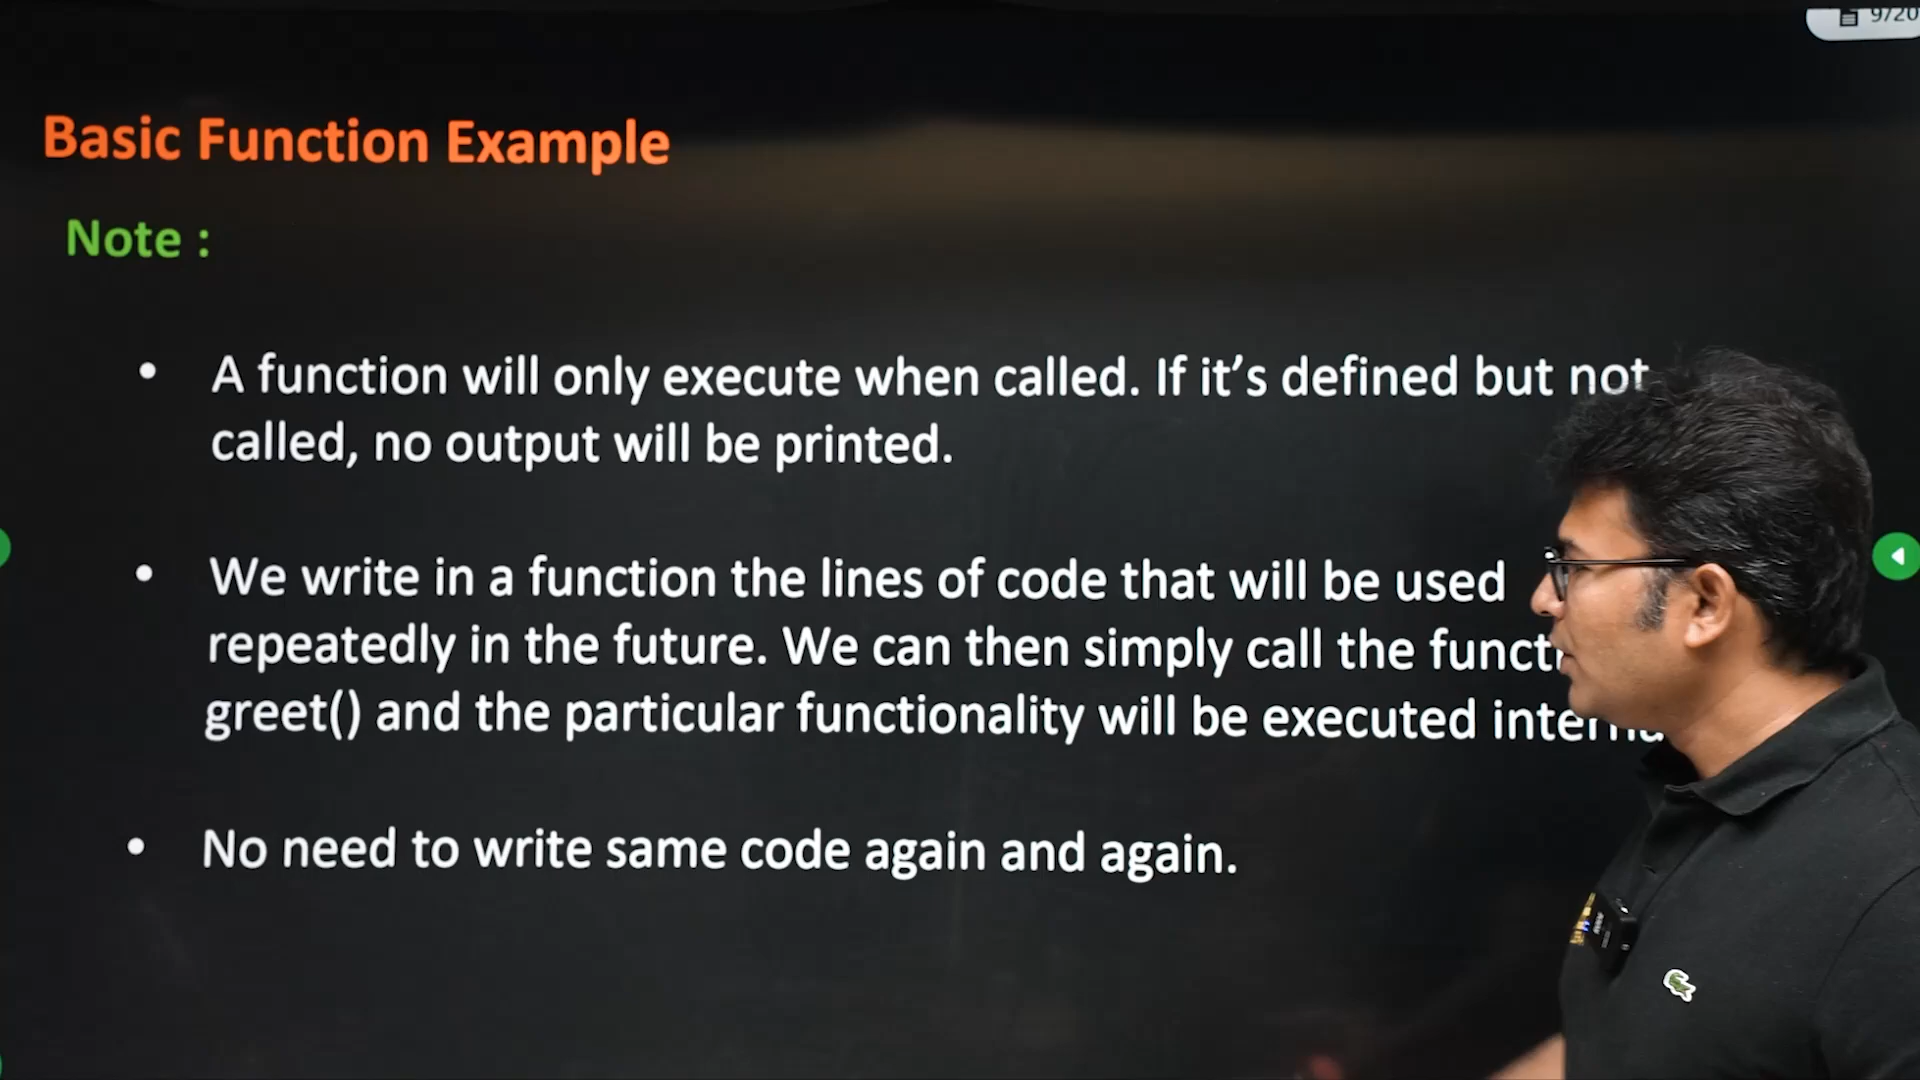 9/20
Basic Function Example
Note :
• A function will only execute when called. If it's defined but not
called, no output will be printed.
• We write in a function the lines of code that will be used
repeatedly in the future. We can then simply call the
greet() and the particular functionality will be executed
• No need to write same code again and again.